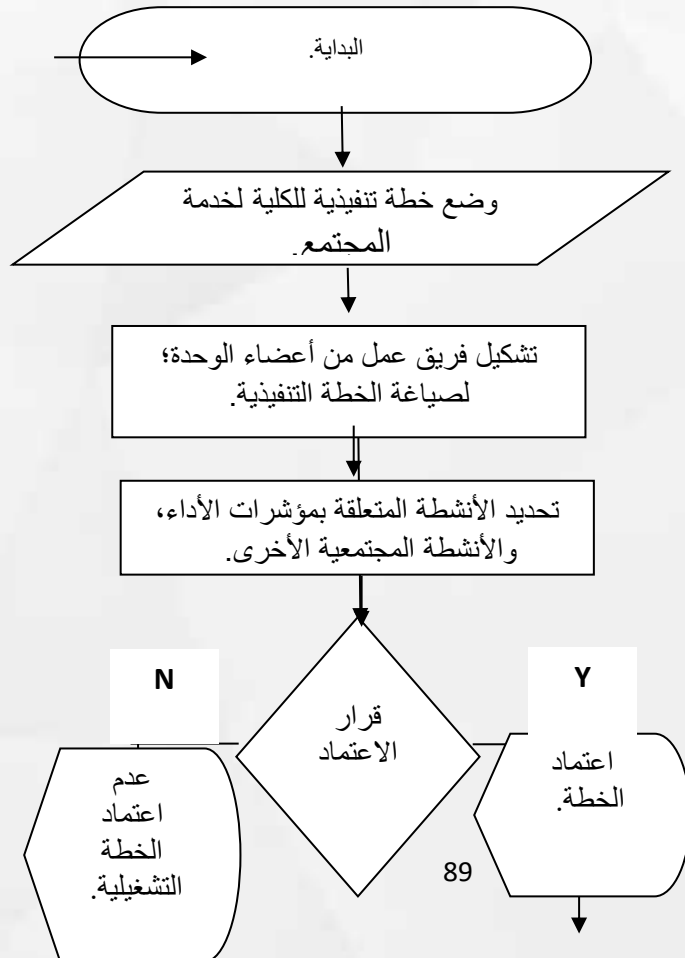 البداية.
وضع خطة تنفيذية للكلية لخدمة
المجتمع.
تشكيل فريق عمل من أعضاء الوحدة؛
لصياغة الخطة التنفيذية.
تحديد الأنشطة المتعلقة بمؤشرات الأداء،
والأنشطة المجتمعية الأخرى.
Y
N
قرار
الاعتماد
اعتماد
الخطة.
عدم
اعتماد
الخطة
التشغيلية.
89